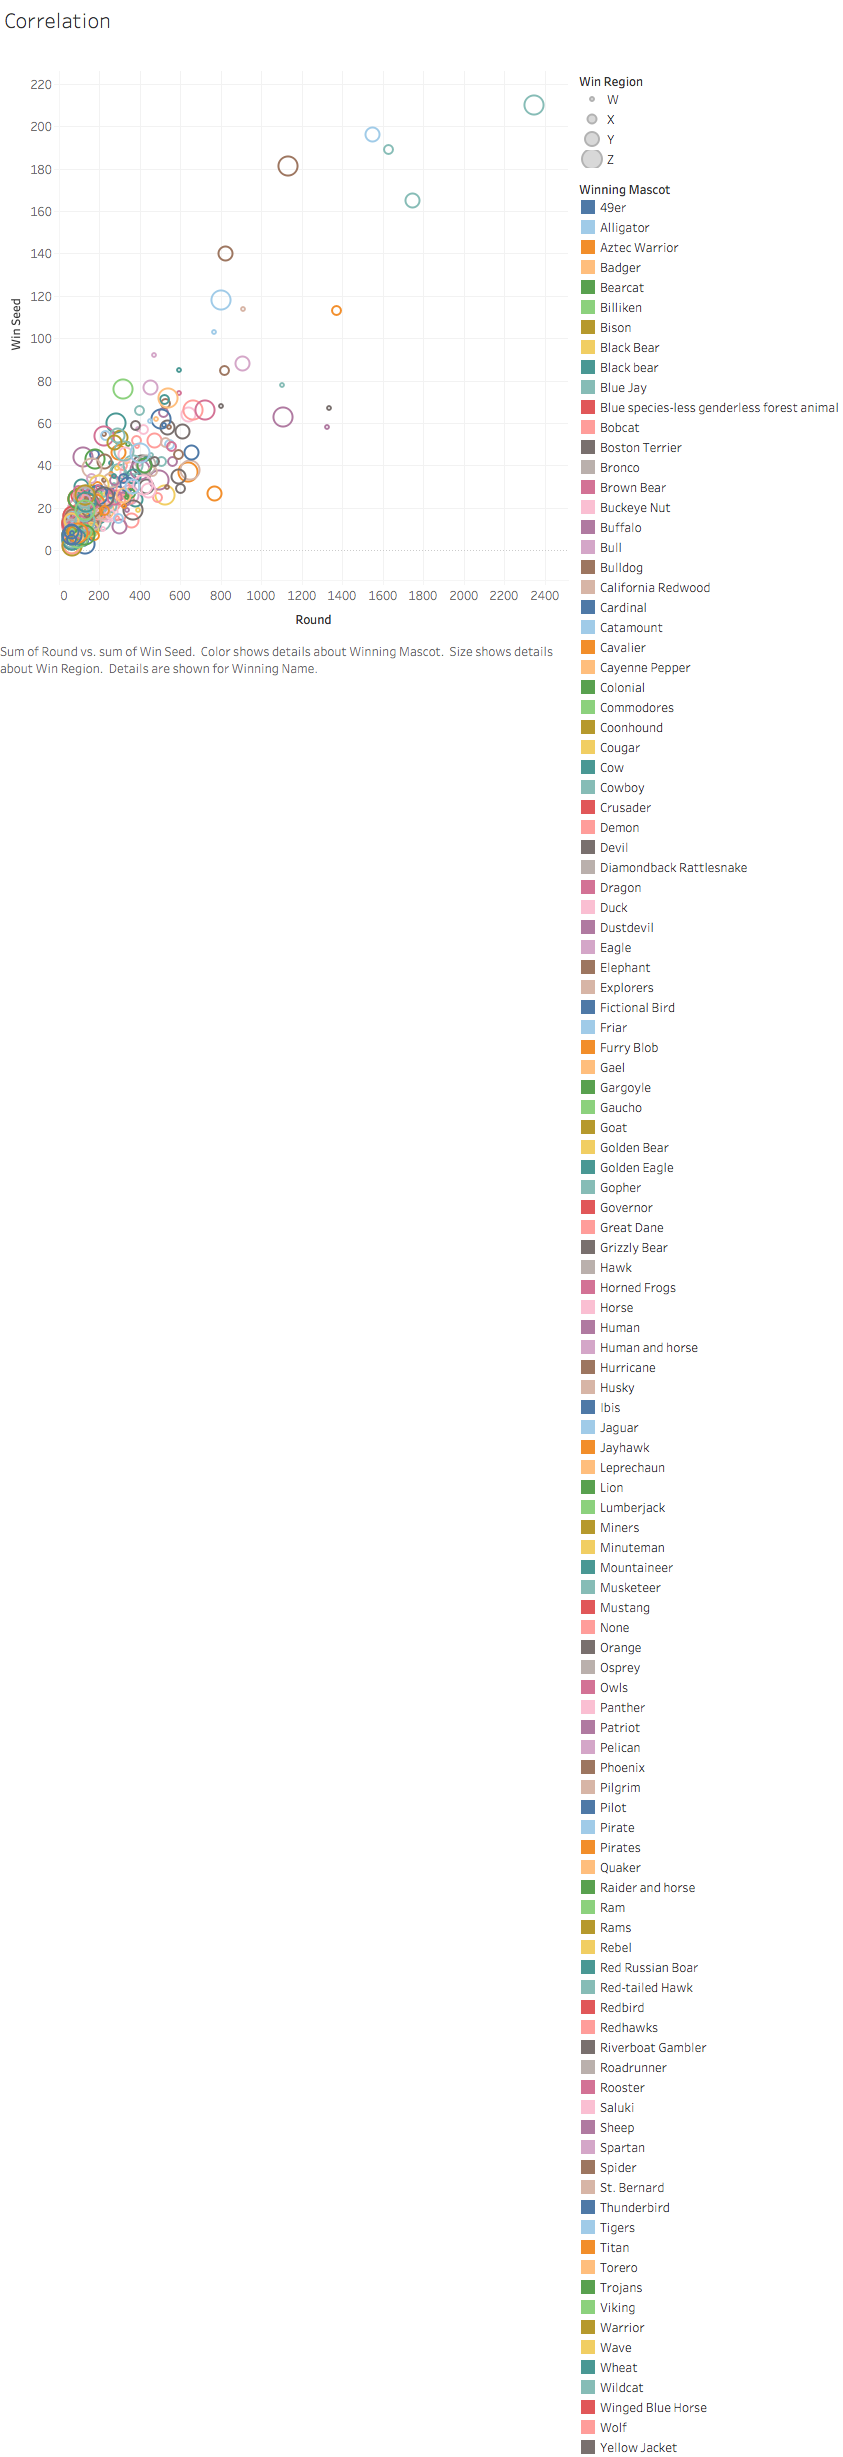 Correlation
Win Region
W
X
Y
Z
220
200
180
160
140
120
100
80
60
40
20
0
Win Seed
0 200 400 600 800 1000 1200 1400 1600 1800 2000 2200 2400
Round
Sum of Round vs. sum of Win Seed. Color shows details about Winning Mascot. Size shows details
about Win Region. Details are shown for Winning Name.
Winning Mascot
49er
Alligator
Aztec Warrior
Badger
Bearcat
Billiken
Bison
Black Bear
Black bear
Blue Jay
Blue species-less genderless forest animal
Bobcat
Boston Terrier
Bronco
Brown Bear
Buckeye Nut
Buffalo
Bull
Bulldog
California Redwood
Cardinal
Catamount
Cavalier
Cayenne Pepper
Colonial
Commodores
Coonhound
Cougar
Cow
Cowboy
Crusader
Demon
Devil
Diamondback Rattlesnake
Dragon
Duck
Dustdevil
Eagle
Elephant
Explorers
Fictional Bird
Friar
Furry Blob
Gael
Gargoyle
Gaucho
Goat
Golden Bear
Golden Eagle
Gopher
Governor
Great Dane
Grizzly Bear
Hawk
Horned Frogs
Horse
Human
Human and horse
Hurricane
Husky
Ibis
Jaguar
Jayhawk
Leprechaun
Lion
Lumberjack
Miners
Minuteman
Mountaineer
Musketeer
Mustang
None
Orange
Osprey
Owls
Panther
Patriot
Pelican
Phoenix
Pilgrim
Pilot
Pirate
Pirates
Quaker
Raider and horse
Ram
Rams
Rebel
Red Russian Boar
Red-tailed Hawk
Redbird
Redhawks
Riverboat Gambler
Roadrunner
Rooster
Saluki
Sheep
Spartan
Spider
St. Bernard
Thunderbird
Tigers
Titan
Torero
Trojans
Viking
Warrior
Wave
Wheat
Wildcat
Winged Blue Horse
Wolf
Yellow Jacket